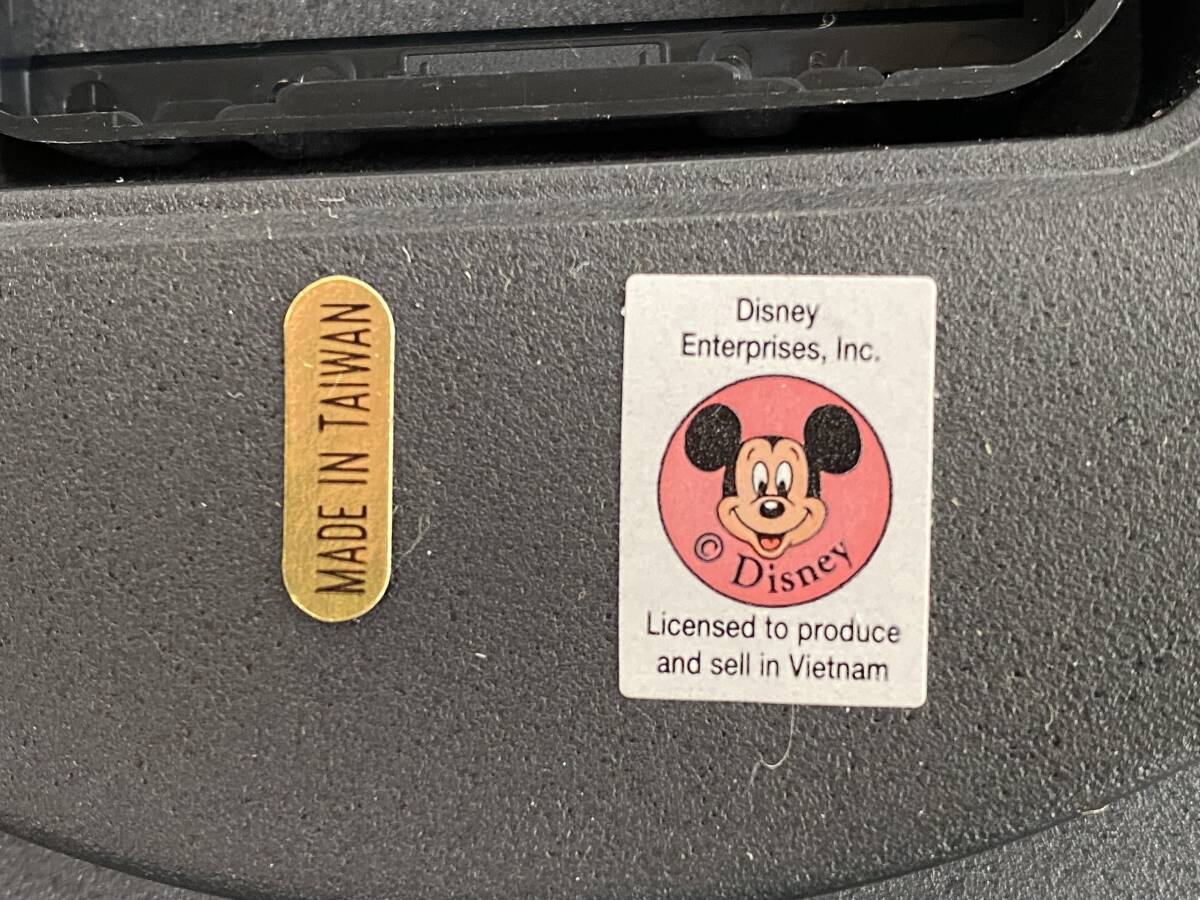 MADE IN TAIWAN
Disney
Enterprises, Inc.
© Disney
Licensed to produce
and sell in Vietnam